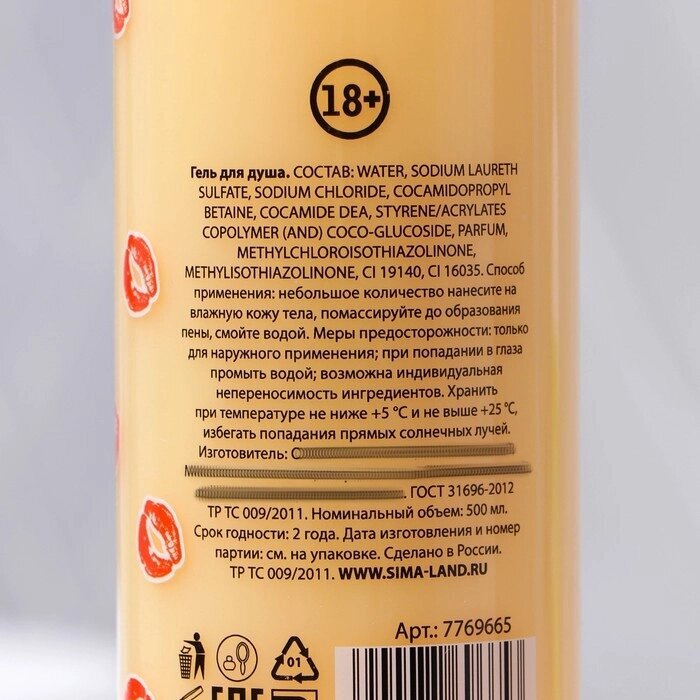 18+
Гель для душа. СОСТАВ: WATER, SODIUM LAURETH
SULFATE, SODIUM CHLORIDE, COCAMIDOPROPYL
BETAINE, COCAMIDE DEA, STYRENE/ACRYLATES
COPOLYMER (AND) COCO-GLUCOSIDE, PARFUM,
METHYLCHLOROISOTHIAZOLINONE,
METHYLISOTHIAZOLINONE, CI 19140, CI 16035. Способ
применения: небольшое количество нанесите на
влажную кожу тела, помассируйте до образования
пены, смойте водой. Меры предосторожности: только
для наружного применения; при попадании в глаза
промыть водой; возможна индивидуальная
непереносимость ингредиентов. Хранить
при температуре не ниже +5 °C и не выше +25 °C,
избегать попадания прямых солнечных лучей.
Изготовитель:
ГОСТ 31696-2012
ТР ТС 009/2011. Номинальный объем: 500 мл.
Срок годности: 2 года. Дата изготовления и номер
партии: см. на упаковке. Сделано в России.
ТР ТС 009/2011. WWW.SIMA-LAND.RU
Арт.: 7769665
01